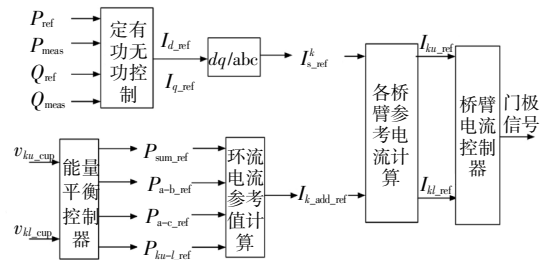 P_ref
P_meas
Q_ref
Q_meas
定有
功无
功控
制
I_d_ref
I_q_ref
dq/abc
I^k_s_ref
各桥
臂参
考电
流计
算
I_ku_ref
I_kl_ref
桥臂
电流
控制
器
门极
信号
v_ku_cup
v_kl_cup
能量
平衡
控制
器
P_sum_ref
P_a-b_ref
P_a-c_ref
P_ku-l_ref
环流
电流
参考
值计
算
I_k_add_ref